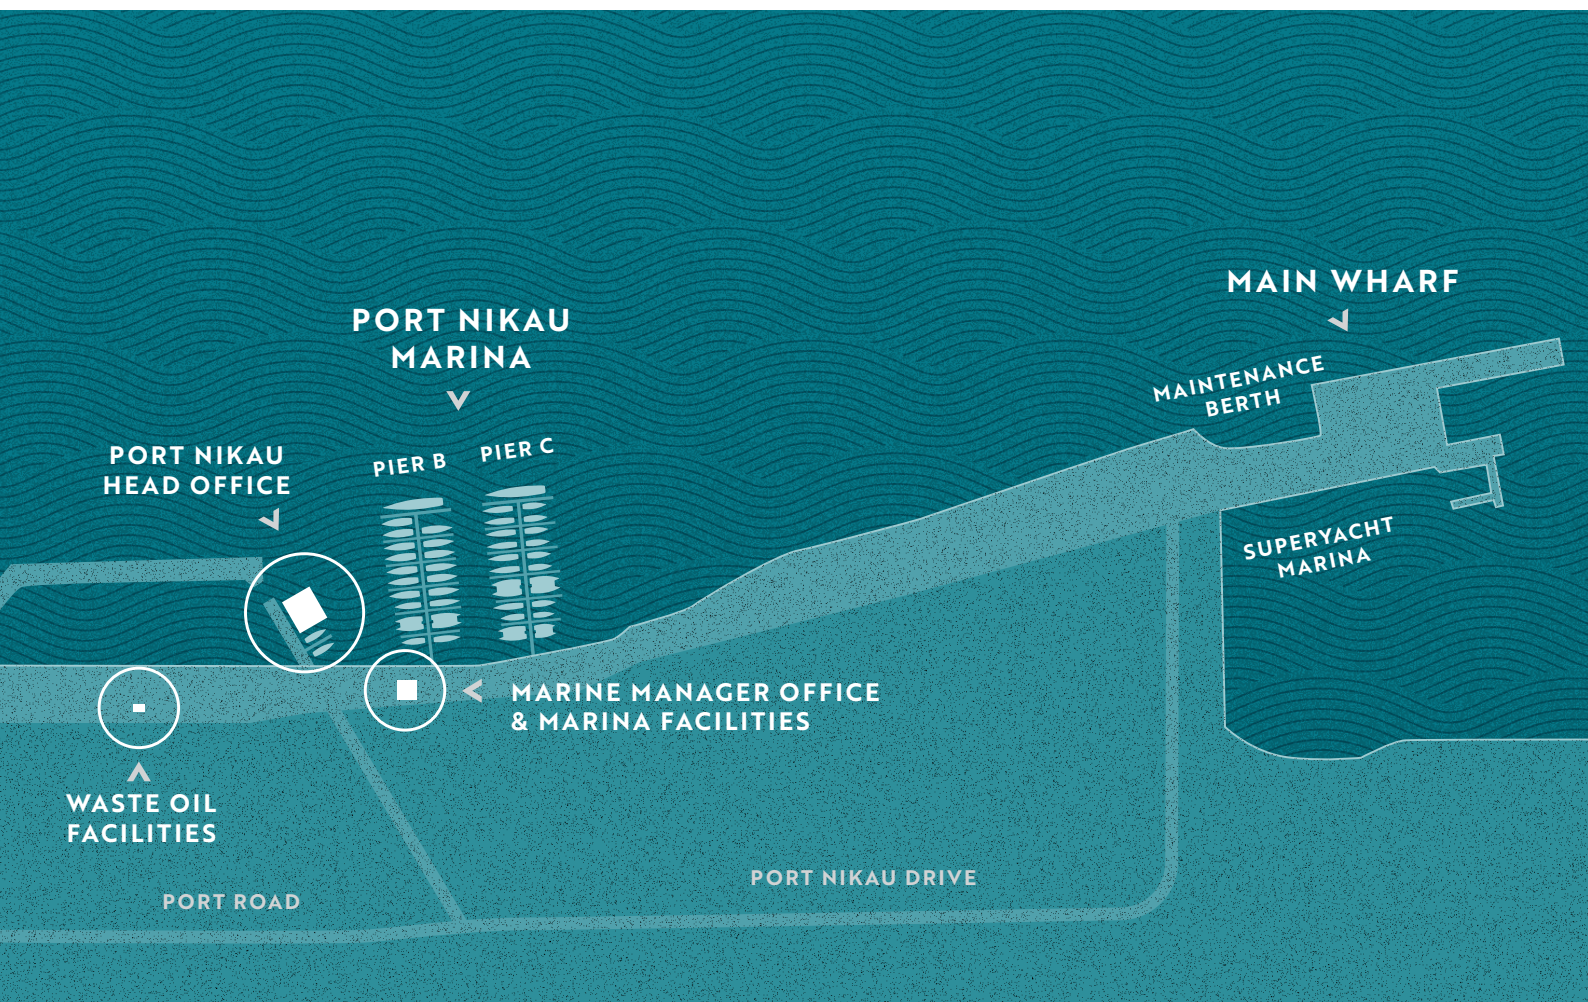 MAIN WHARF
PORT NIKAU
MARINA
MAINTENANCE
BERTH
PORT NIKAU
HEAD OFFICE
PIER B
PIER C
SUPERYACHT
MARINA
MARINE MANAGER OFFICE
& MARINA FACILITIES
WASTE OIL
FACILITIES
PORT NIKAU DRIVE
PORT ROAD